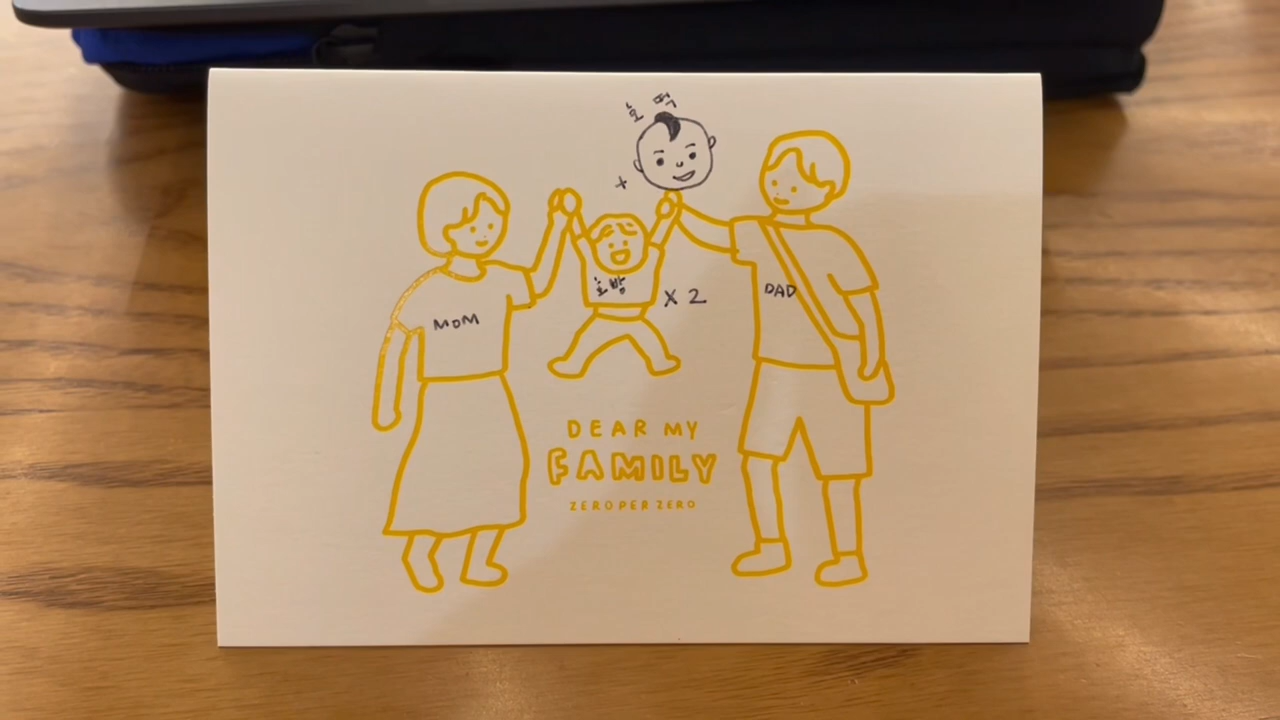 호떡
+
호빵
X 2
MOM
DAD
DEAR MY
FAMILY
ZEROPERZERO